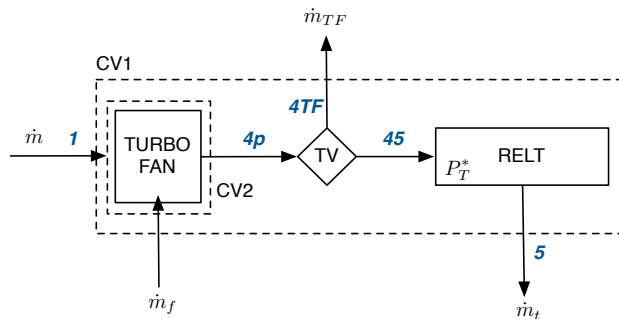 ṁ_TF
CV1
4TF
ṁ
1
TURBO
FAN
4p
TV
45
RELT
P*_T
CV2
5
ṁ_f
ṁ_t